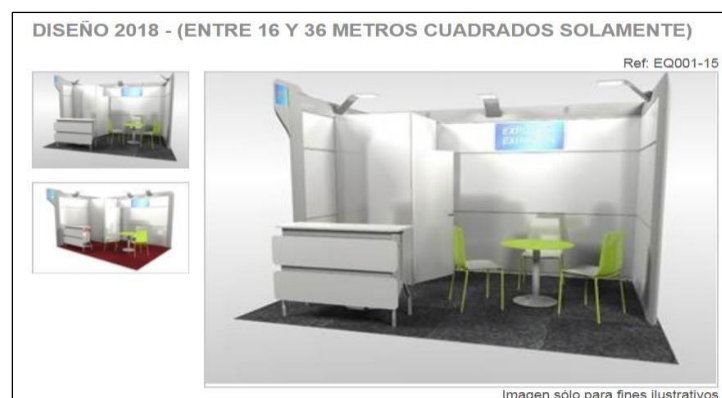 DISEÑO 2018 - (ENTRE 16 Y 36 METROS CUADRADOS SOLAMENTE)
Ref: EQ001-15
Imagen sólo para fines ilustrativos